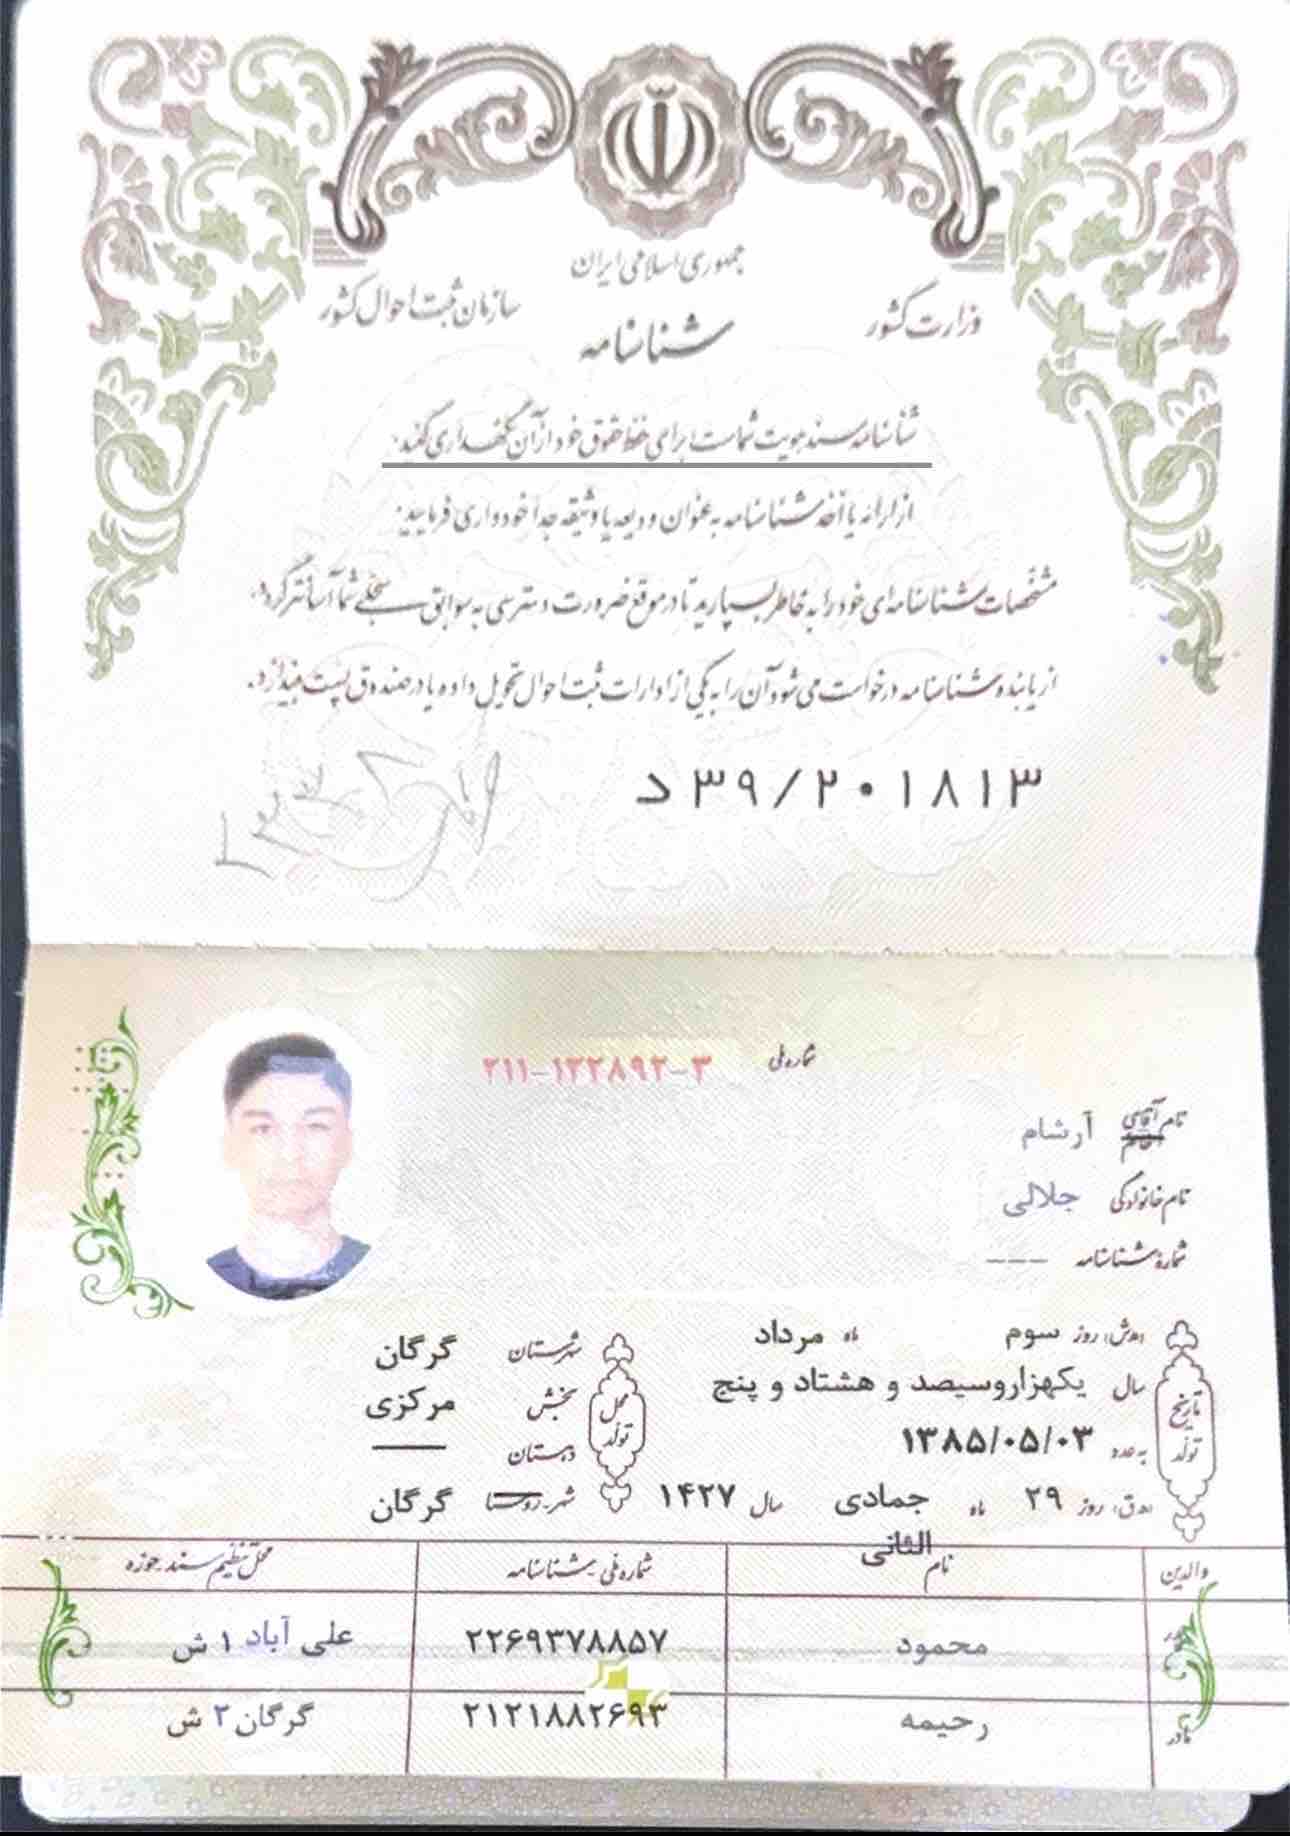 جمهوری اسلامی ایران
وزارت کشور
سازمان ثبت احوال کشور
شناسنامه
شناسنامه سند هویت شماست برای حفظ حقوق خود از آن نگهداری کنید.
از ارائه یا أخذ شناسنامه به عنوان ودیعه یا وثیقه جداً خودداری فرمایید.
مشخصات شناسنامه‌ای خود را به خاطر بسپارید تا در موقع ضرورت دسترسی به سوابق سجلی شما آسانتر گردد.
از یابنده شناسنامه درخواست می شود آن را به یکی از ادارات ثبت احوال تحویل داده یا در صندوق پست بیندازد.
د۳۹/۲۰۱۸۱۳
شماره ملی ۲۱۱-۱۲۲۸۹۲-۳
نام آقای خانم آرشام
نام خانوادگی جلالی
شماره شناسنامه ---
تاریخ تولد
(ه‍.ش) روز سوم ماه مرداد
سال یکهزاروسیصد و هشتاد و پنج
به عدد ۱۳۸۵/۰۵/۰۳
(ه‍.ق) روز ۲۹ ماه جمادی الثانی سال ۱۴۲۷
محل تولد
شهرستان گرگان
بخش مرکزی
دهستان —
شهر-روستا گرگان
والدین نام شماره ملی-شناسنامه محل تنظیم سند-حوزه
پدر محمود ۲۲۶۹۳۷۸۸۵۷ علی آباد ۱ ش
مادر رحیمه ۲۱۲۱۸۸۲۶۹۳ گرگان ۲ ش